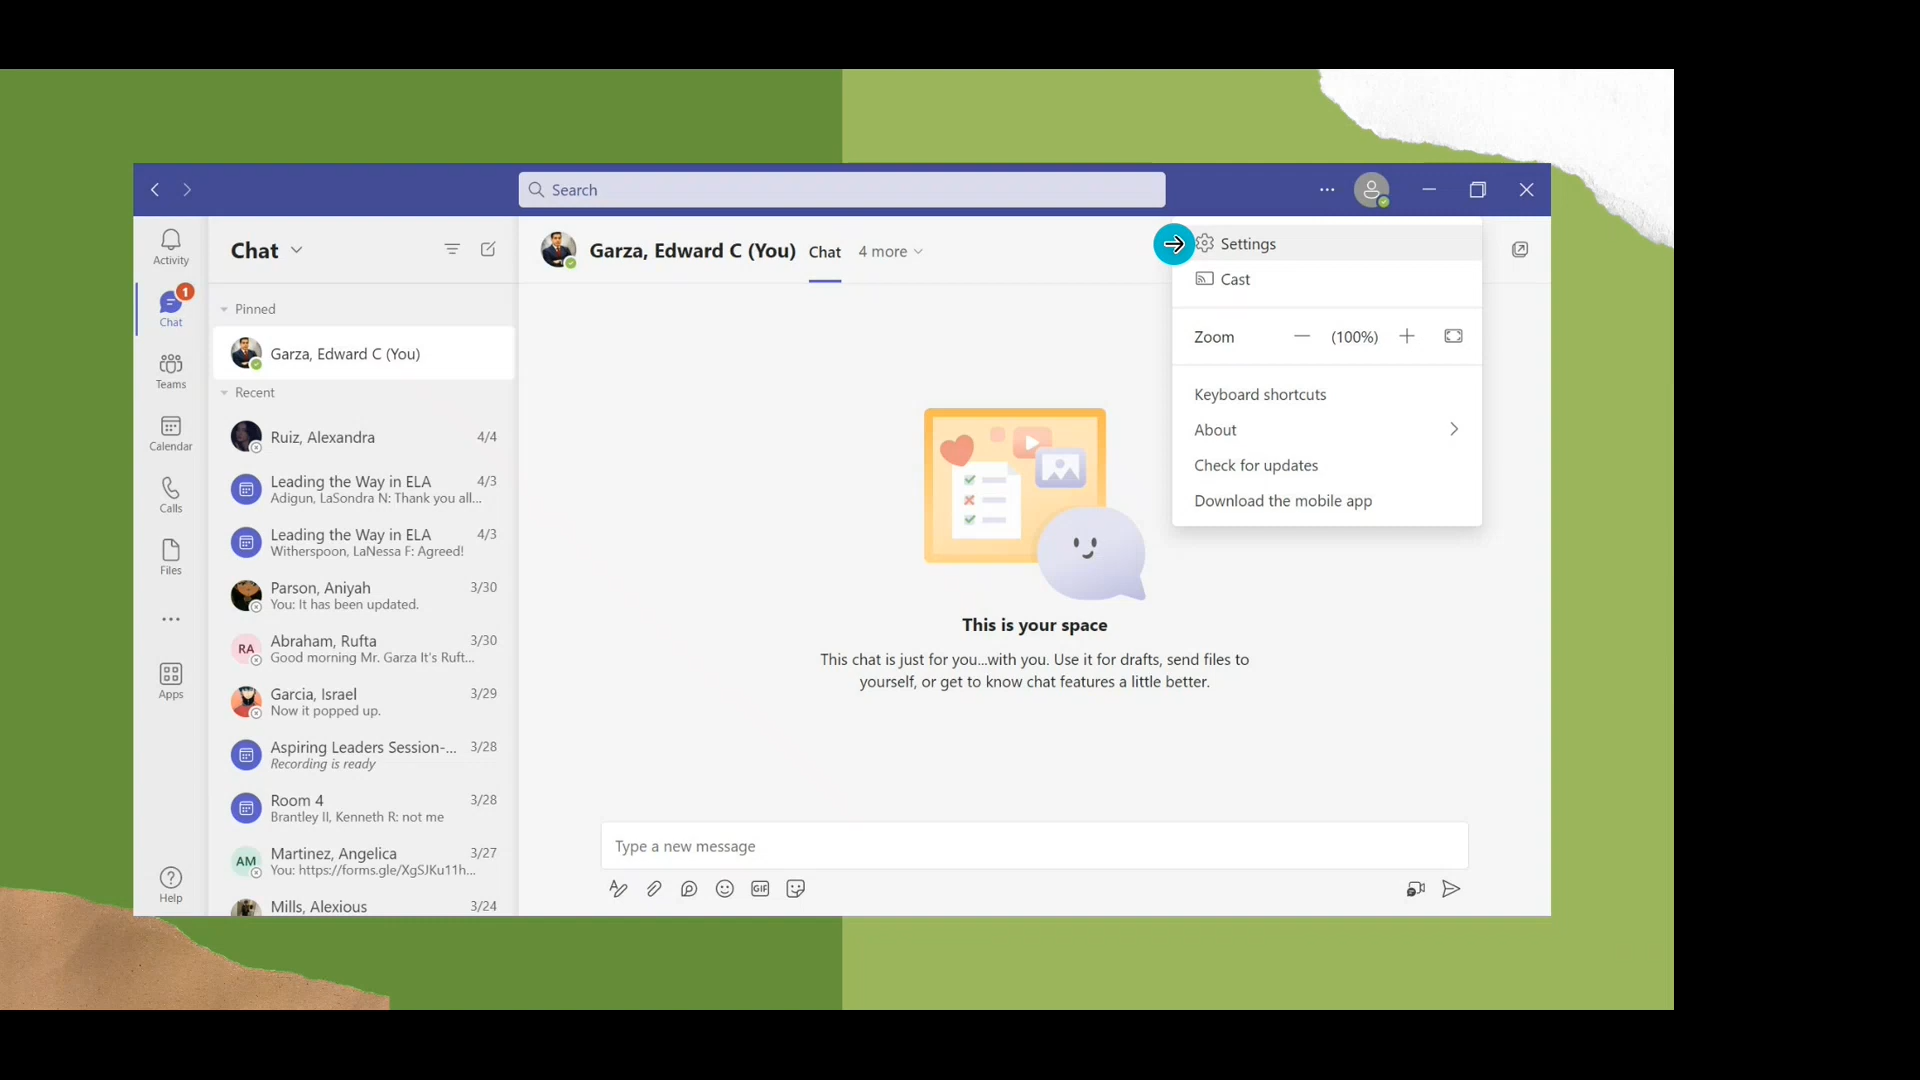 Search
Activity
1
Chat
Teams
Calendar
Calls
Files
Apps
Help
Chat
Pinned
Garza, Edward C (You)
Recent
Ruiz, Alexandra 4/4
Leading the Way in ELA 4/3
Adigun, LaSondra N: Thank you all...
Leading the Way in ELA 4/3
Witherspoon, LaNessa F: Agreed!
Parson, Aniyah 3/30
You: It has been updated.
RA
Abraham, Rufta 3/30
Good morning Mr. Garza It's Ruft...
Garcia, Israel 3/29
Now it popped up.
Aspiring Leaders Session-... 3/28
Recording is ready
Room 4 3/28
Brantley II, Kenneth R: not me
AM
Martinez, Angelica 3/27
You: https://forms.gle/XgSJKu11h...
Mills, Alexious 3/24
Garza, Edward C (You) Chat 4 more
Settings
Cast
Zoom (100%)
Keyboard shortcuts
About
Check for updates
Download the mobile app
This is your space
This chat is just for you...with you. Use it for drafts, send files to
yourself, or get to know chat features a little better.
Type a new message
GIF